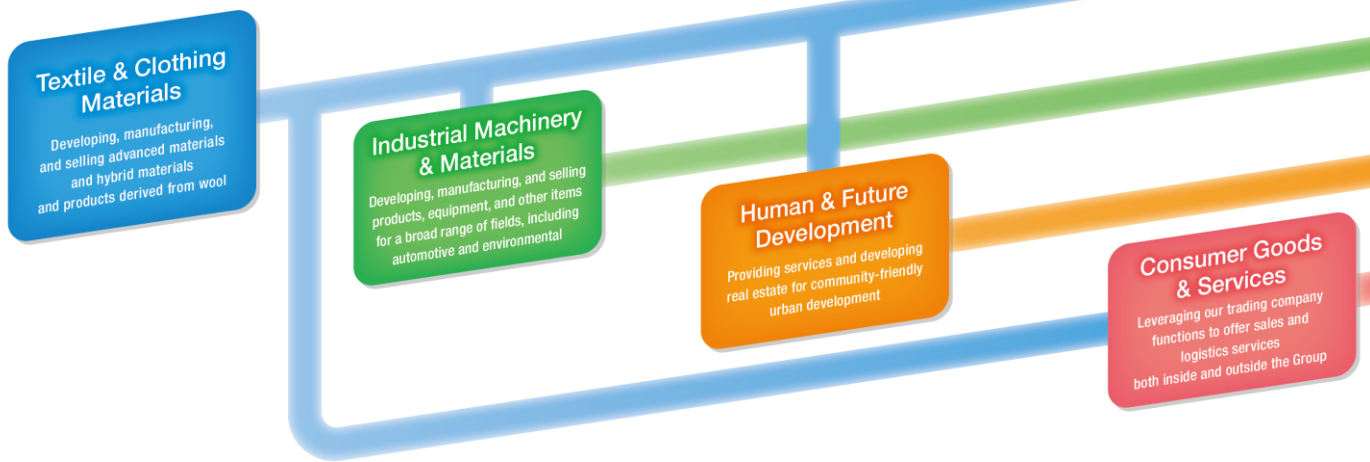 Textile & Clothing
Materials
Developing, manufacturing,
and selling advanced materials
and hybrid materials
and products derived from wool
Industrial Machinery
& Materials
Developing, manufacturing, and selling
products, equipment, and other items
for a broad range of fields, including
automotive and environmental
Human & Future
Development
Providing services and developing
real estate for community-friendly
urban development
Consumer Goods
& Services
Leveraging our trading company
functions to offer sales and
logistics services
both inside and outside the Group